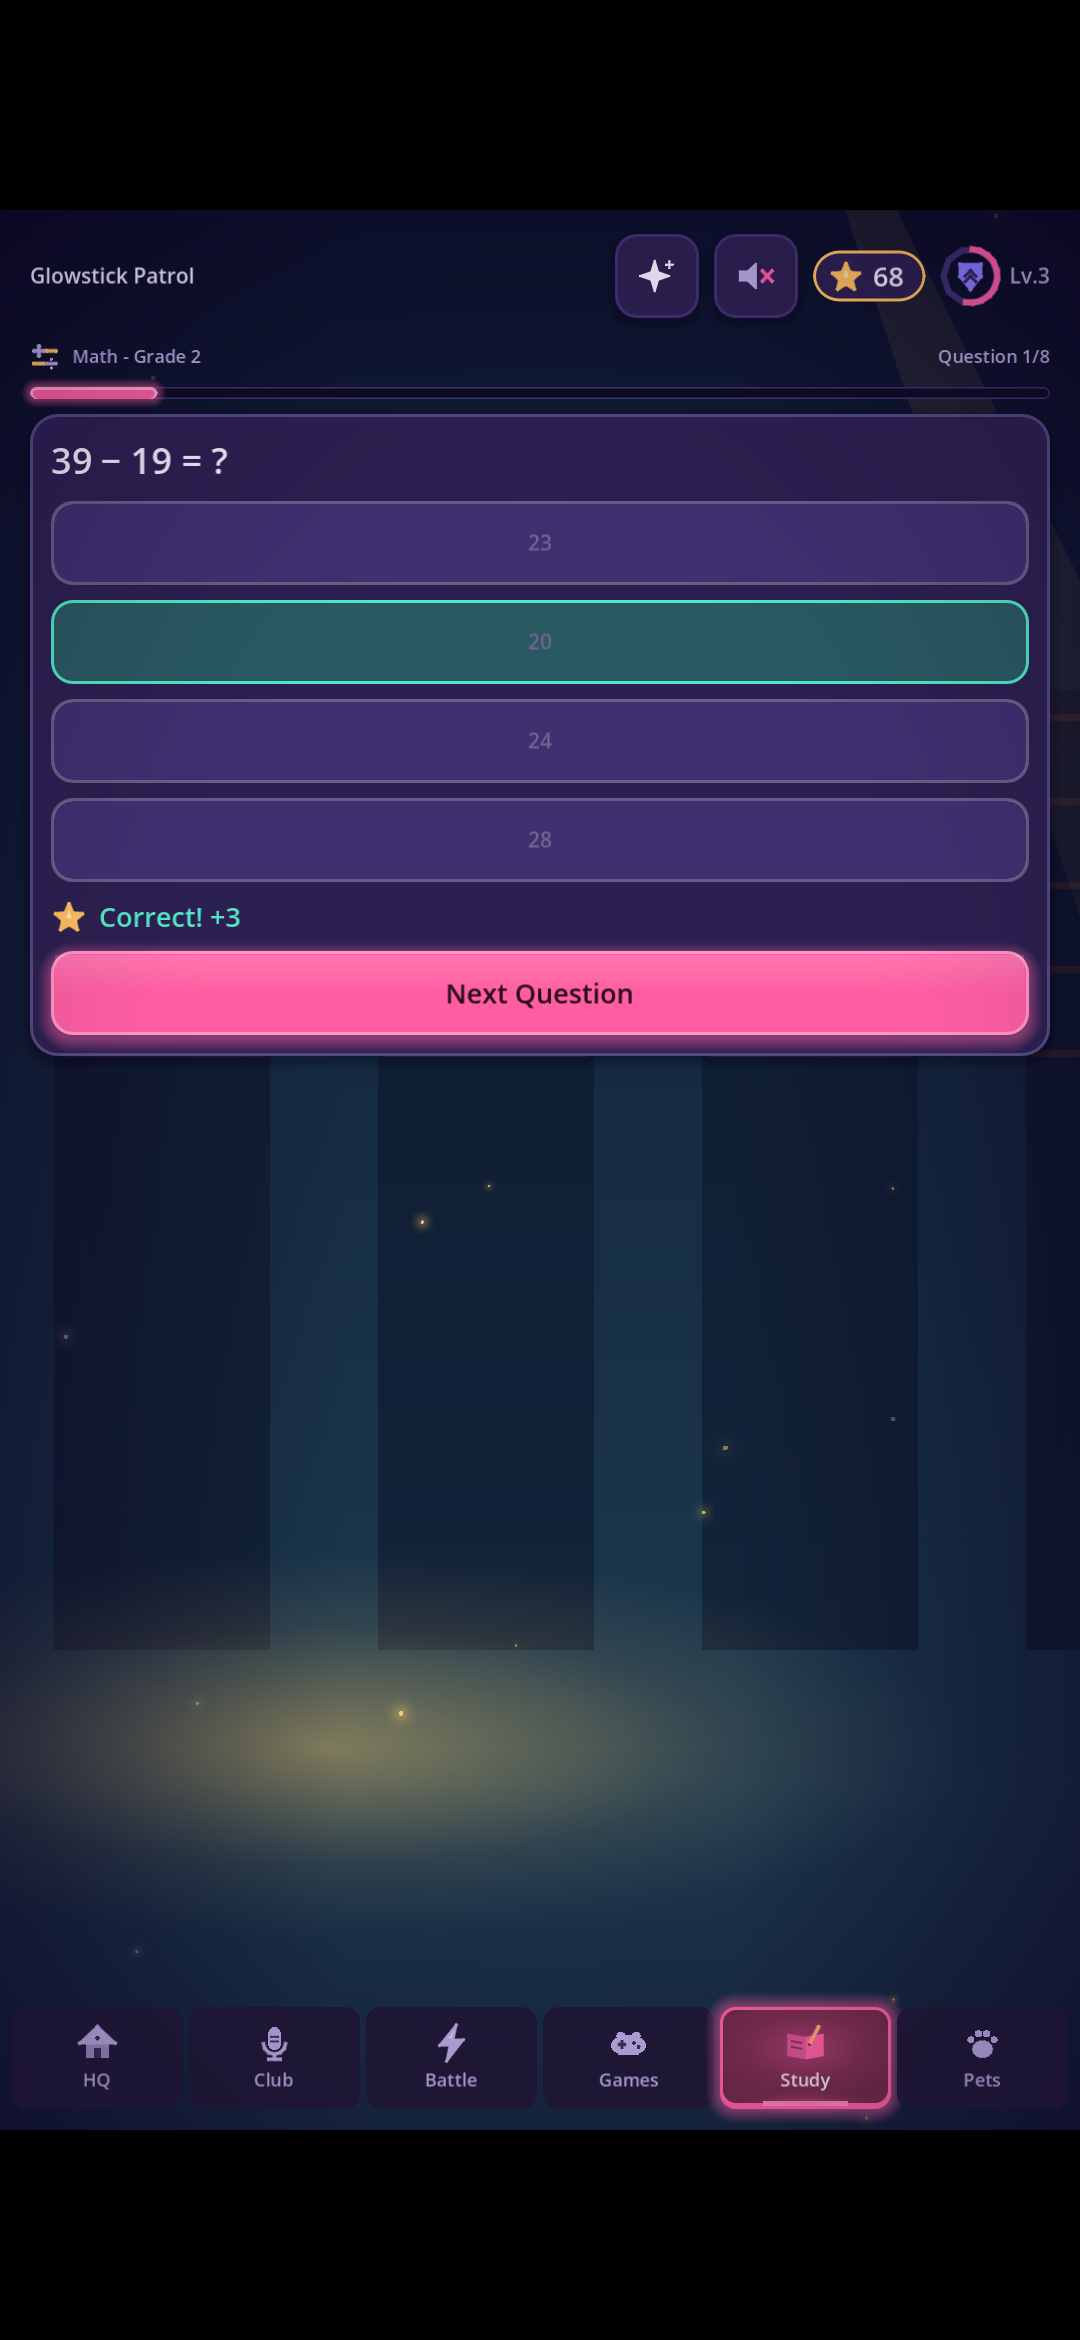 Glowstick Patrol
68
Lv.3
Math - Grade 2
Question 1/8
39 − 19 = ?
23
20
24
28
Correct! +3
Next Question
HQ
Club
Battle
Games
Study
Pets